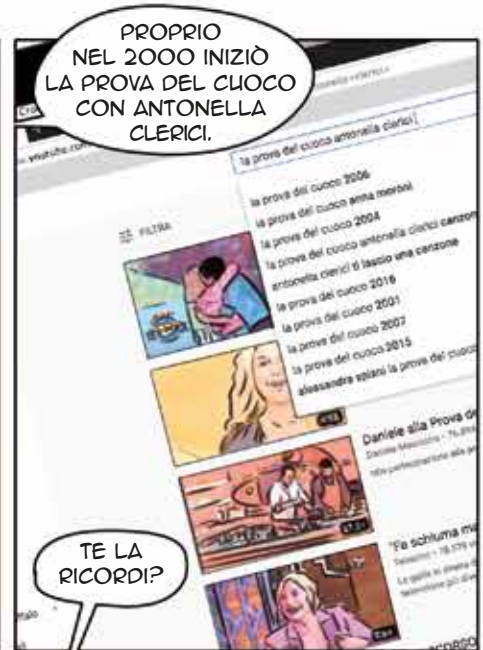 PROPRIO
NEL 2000 INIZIÒ
LA PROVA DEL CUOCO
CON ANTONELLA
CLERICI.
la prova del cuoco antonella clerici
la prova del cuoco 2006
la prova del cuoco anna moroni
la prova del cuoco 2004
la prova del cuoco antonella clerici canzon
antonella clerici ti lascio una canzone
la prova del cuoco 2016
la prova del cuoco 2001
la prova del cuoco 2007
la prova del cuoco 2015
alessandra spisni la prova del cuoco
FILTRA
Daniele alla Prova de
"Fe schiuma ma
TE LA
RICORDI?